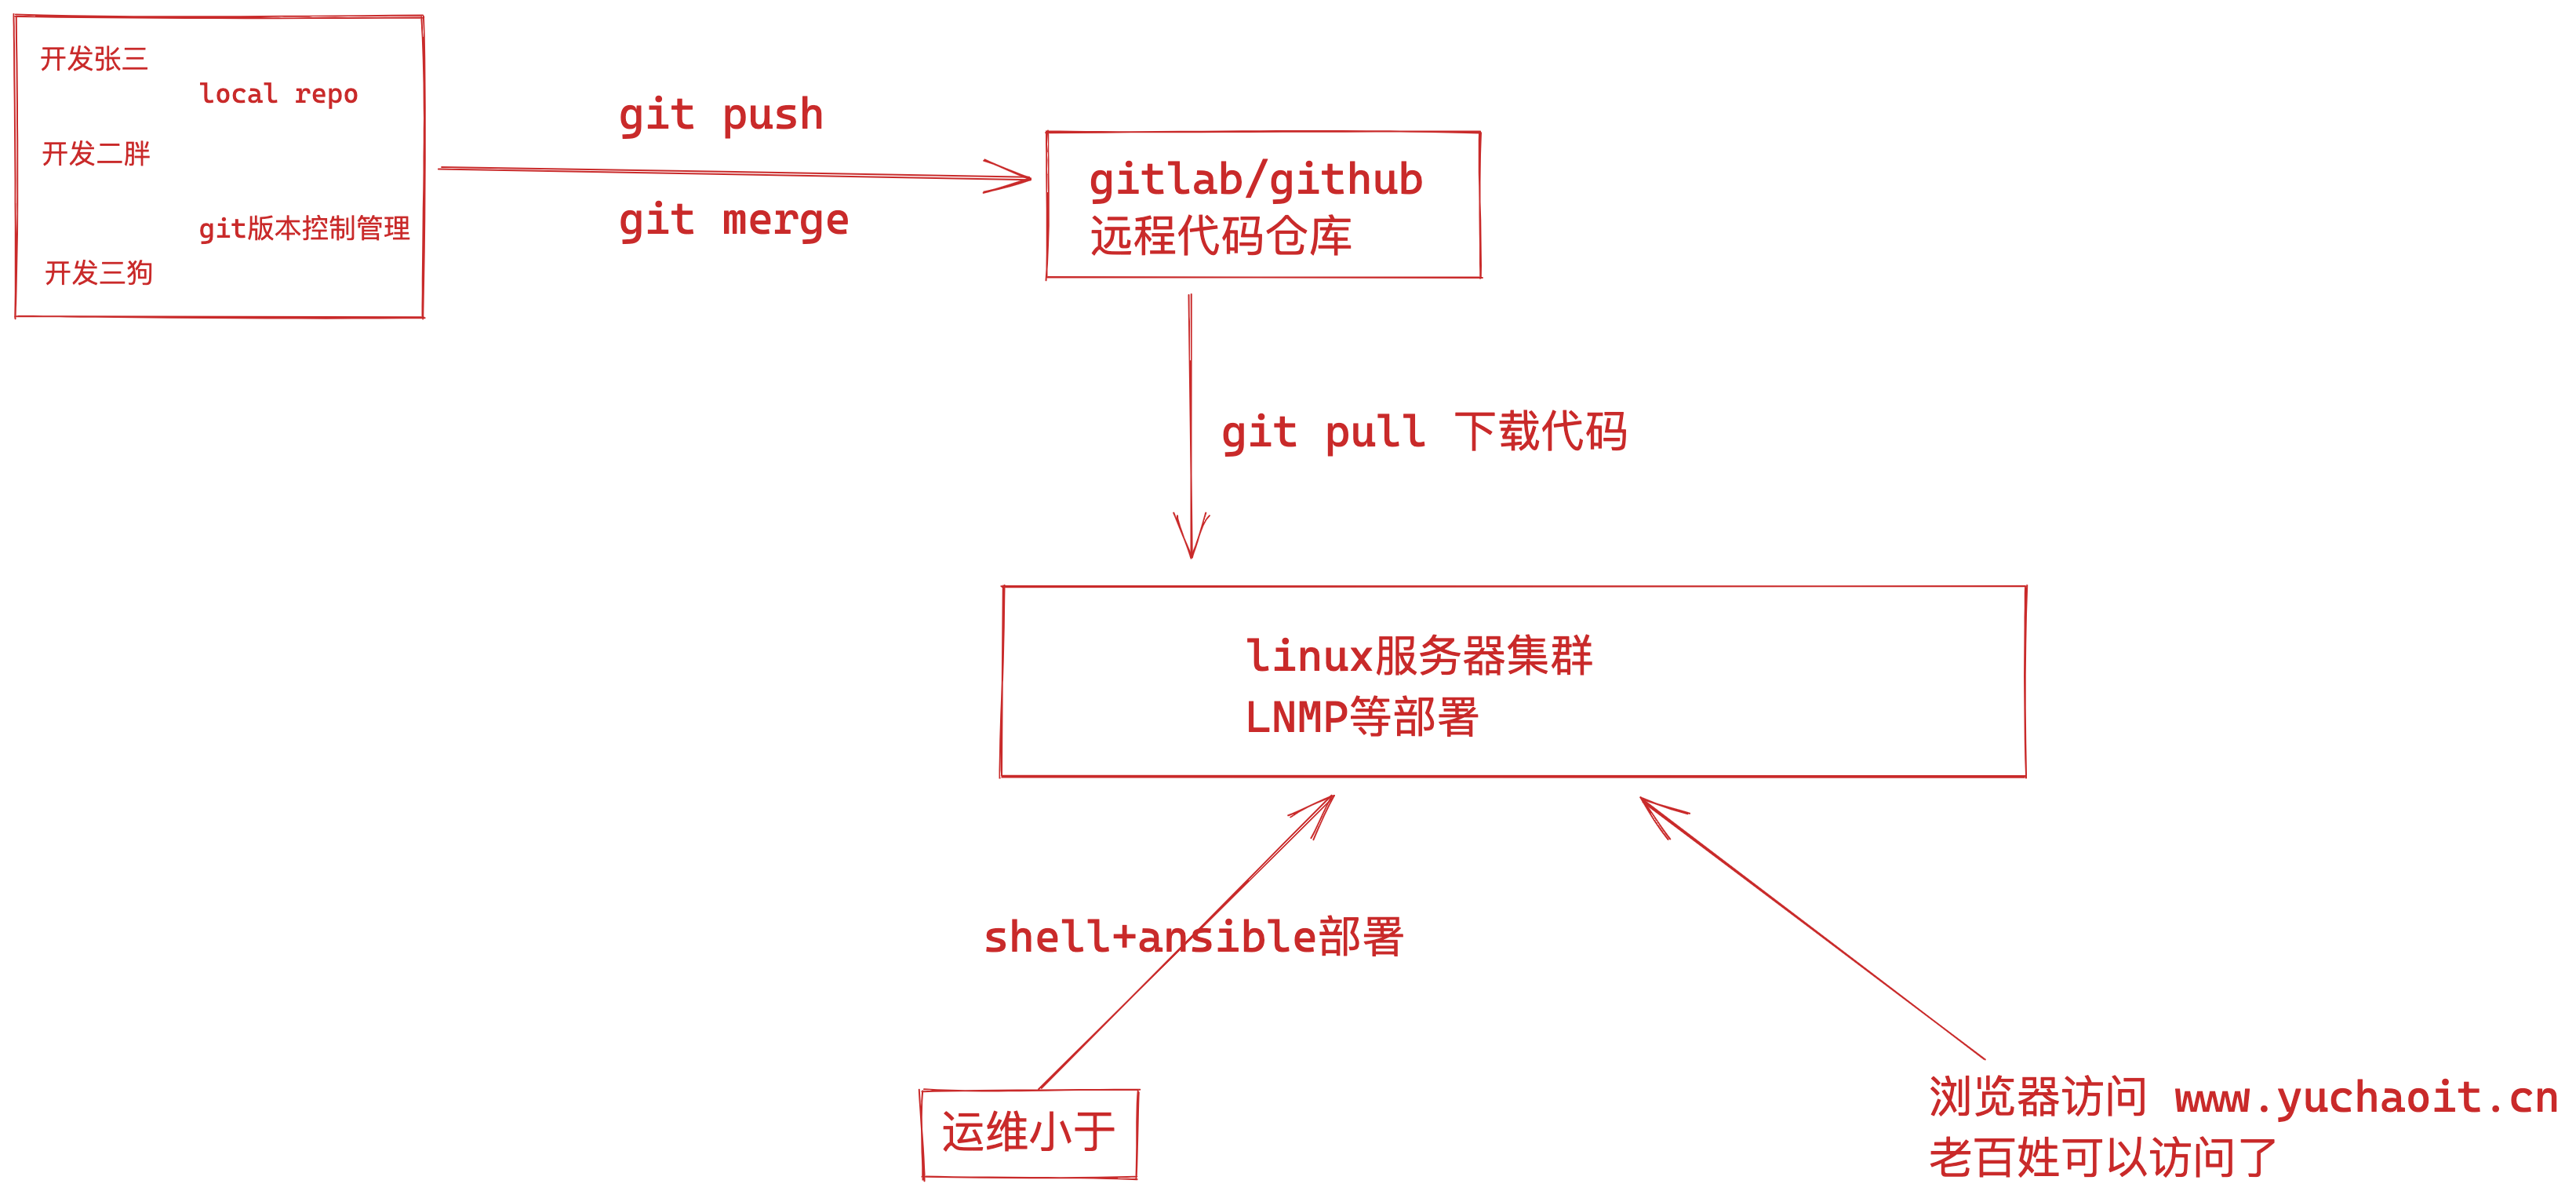 开发张三
local repo
开发二胖
git版本控制管理
开发三狗
git push
git merge
gitlab/github
远程代码仓库
git pull 下载代码
linux服务器集群
LNMP等部署
shell+ansible部署
运维小于
浏览器访问 www.yuchaoit.cn
老百姓可以访问了